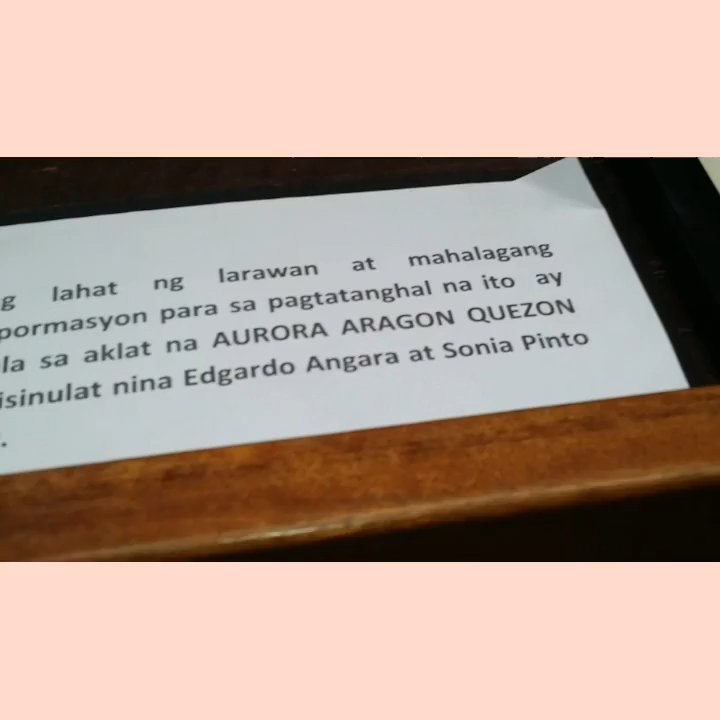 g lahat ng larawan at mahalagang
pormasyon para sa pagtatanghal na ito ay
la sa aklat na AURORA ARAGON QUEZON
isinulat nina Edgardo Angara at Sonia Pinto
.